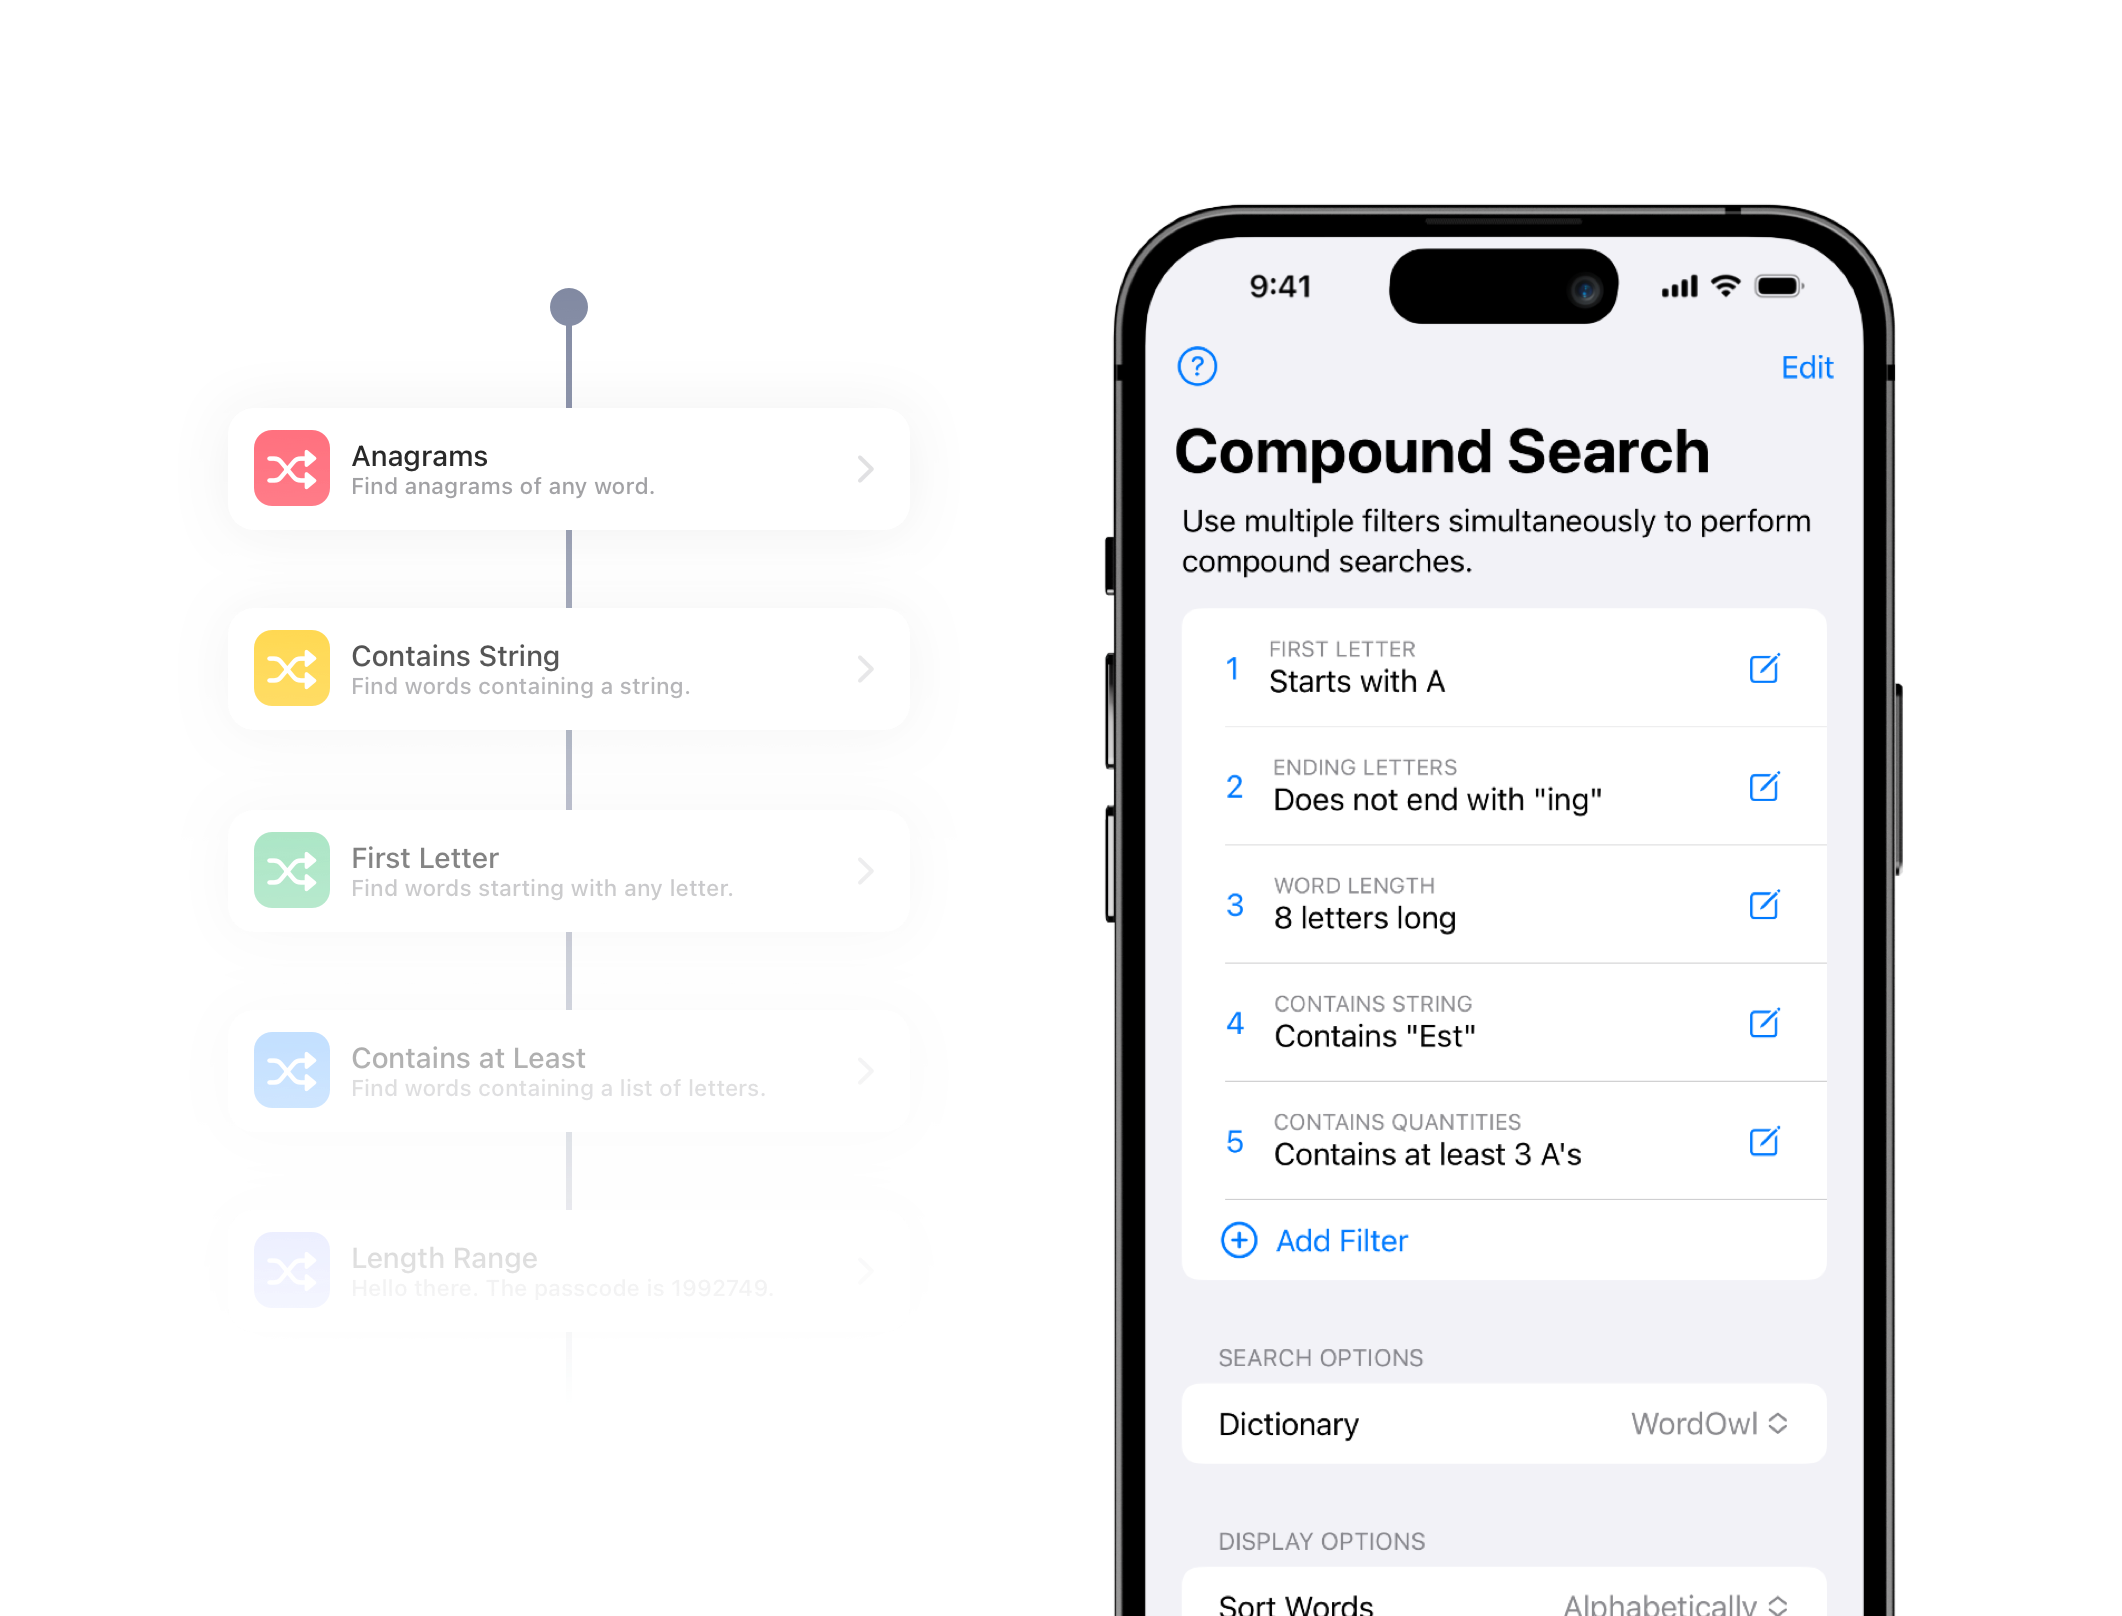 Anagrams
Find anagrams of any word.
Contains String
Find words containing a string.
First Letter
Find words starting with any letter.
Contains at Least
Find words containing a list of letters.
Length Range
Hello there. The passcode is 1992749.
9:41
?
Edit
Compound Search
Use multiple filters simultaneously to perform
compound searches.
1
FIRST LETTER
Starts with A
2
ENDING LETTERS
Does not end with "ing"
3
WORD LENGTH
8 letters long
4
CONTAINS STRING
Contains "Est"
5
CONTAINS QUANTITIES
Contains at least 3 A's
Add Filter
SEARCH OPTIONS
Dictionary WordOwl
DISPLAY OPTIONS
Sort Words Alphabetically